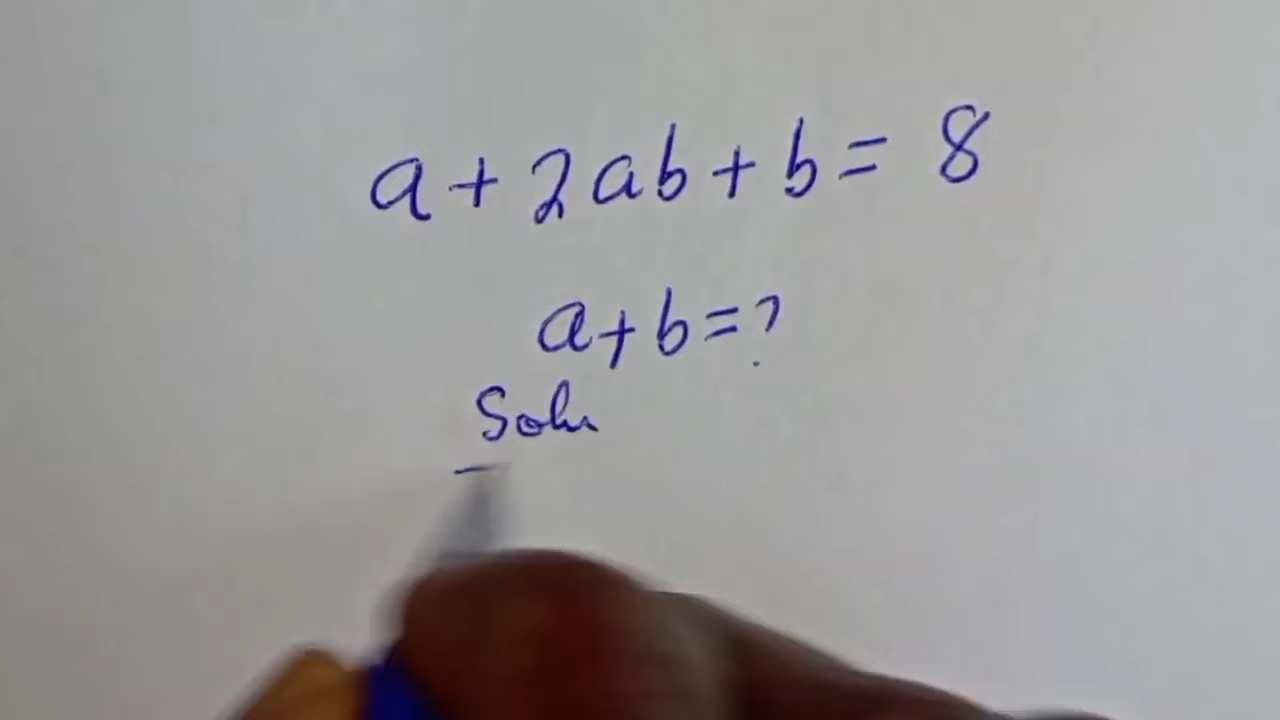 a + 2ab + b = 8
a + b = ?
Soln